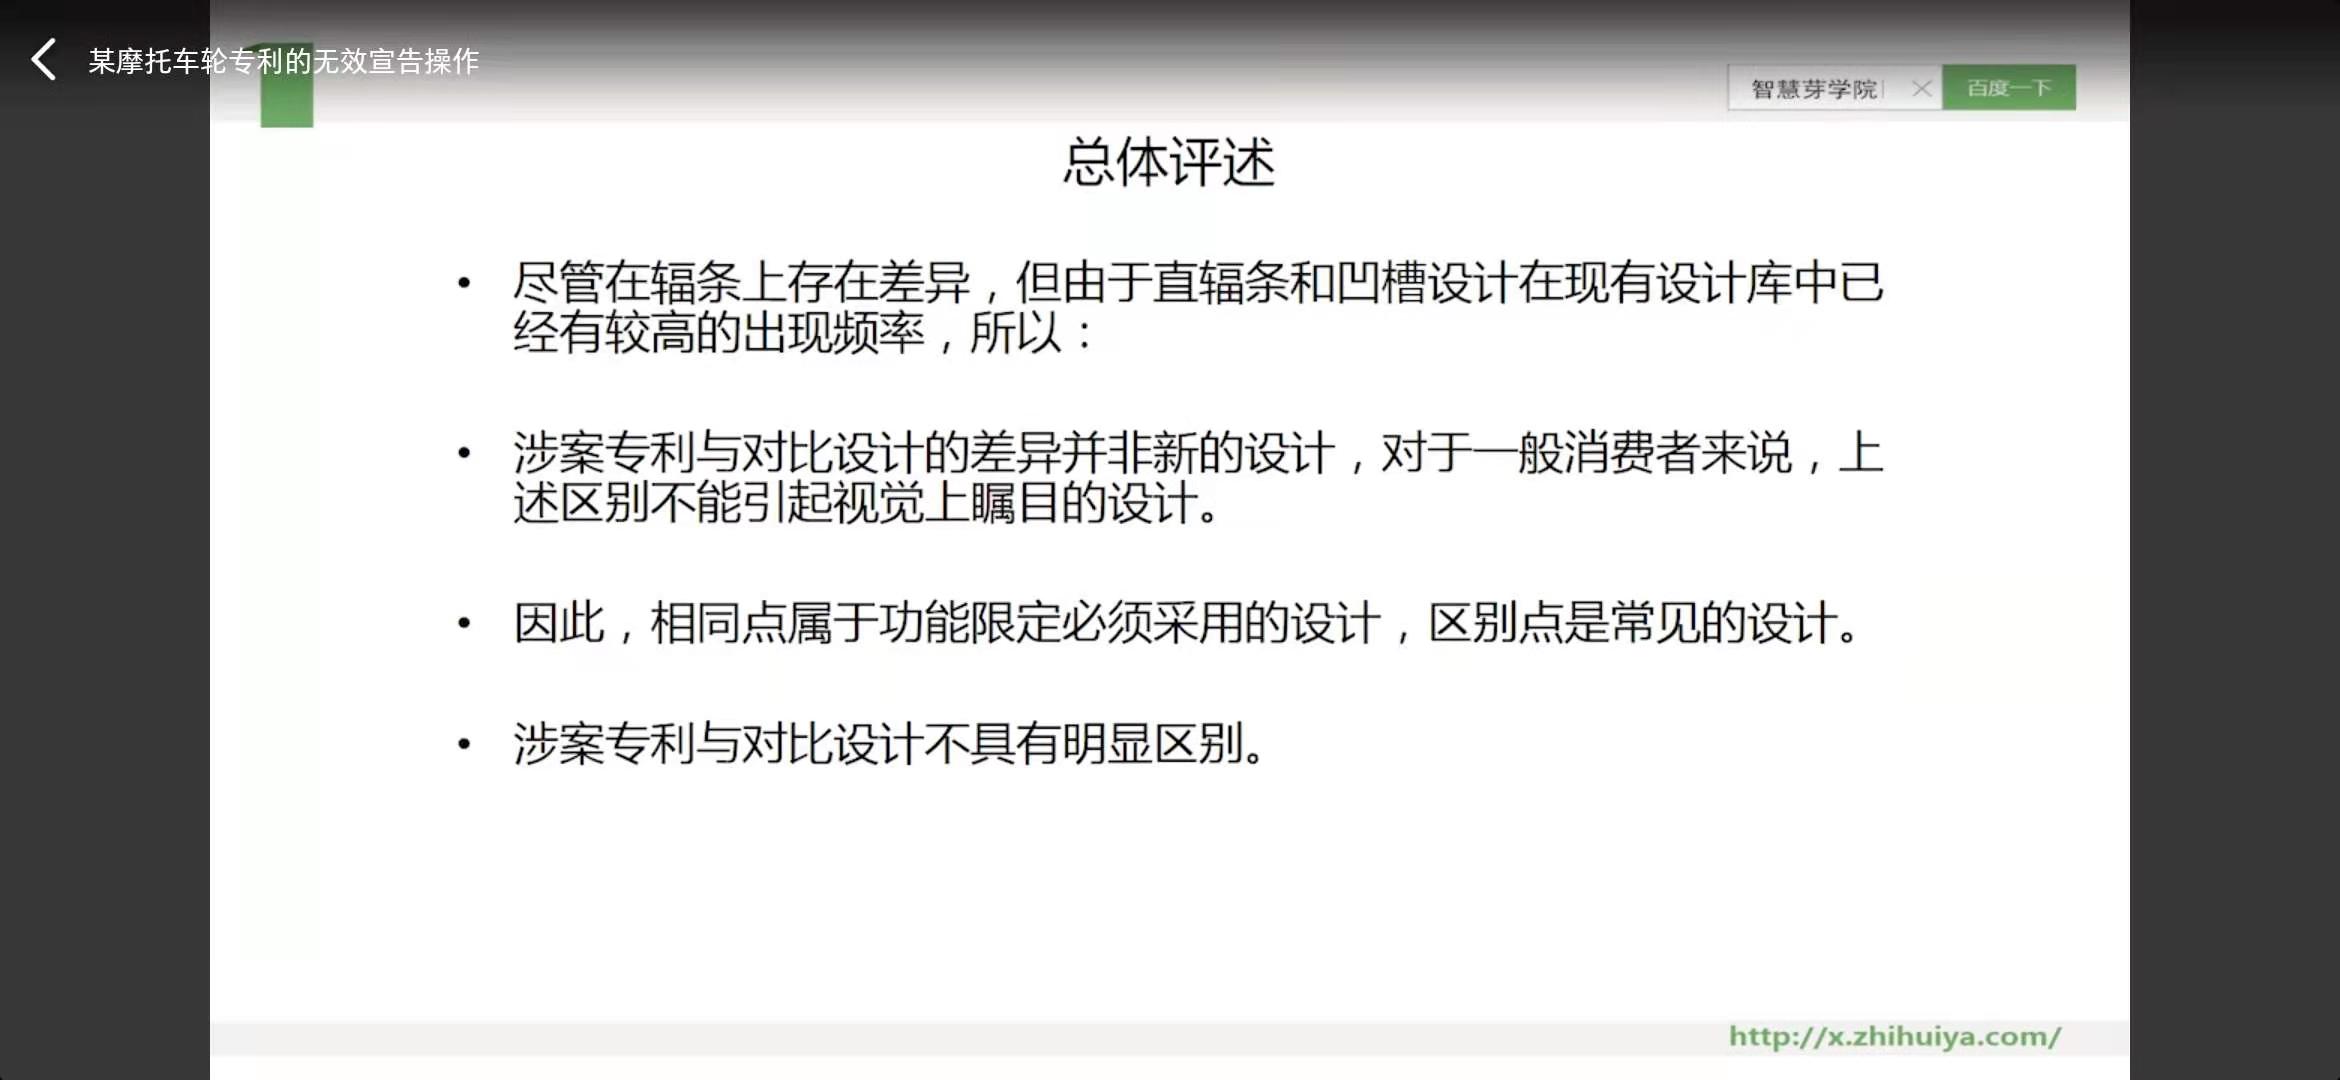 某摩托车轮专利的无效宣告操作
智慧芽学院
百度一下
总体评述
• 尽管在辐条上存在差异，但由于直辐条和凹槽设计在现有设计库中已
经有较高的出现频率，所以：
• 涉案专利与对比设计的差异并非新的设计，对于一般消费者来说，上
述区别不能引起视觉上瞩目的设计。
• 因此，相同点属于功能限定必须采用的设计，区别点是常见的设计。
• 涉案专利与对比设计不具有明显区别。
http://x.zhihuiya.com/